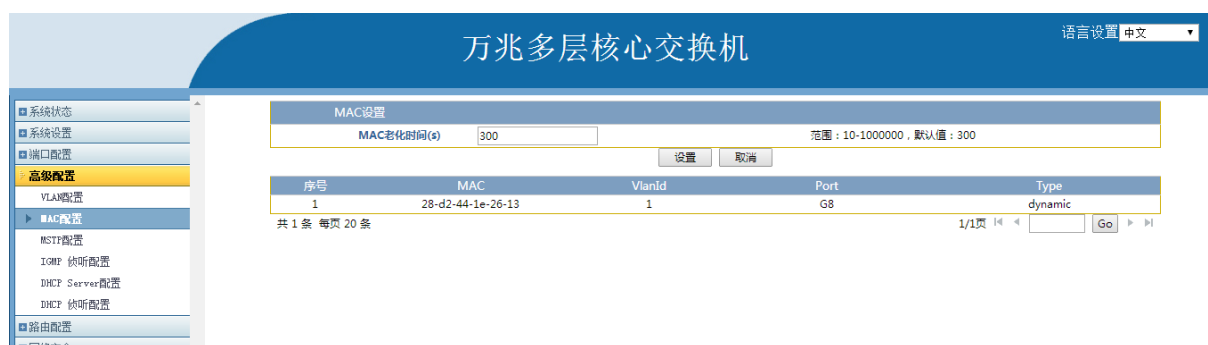 万兆多层核心交换机
语言设置 中文
系统状态
系统设置
端口配置
高级配置
VLAN配置
MAC配置
MSTP配置
IGMP 侦听配置
DHCP Server配置
DHCP 侦听配置
路由配置
MAC设置
MAC老化时间(s) 300 范围：10-1000000，默认值：300
设置 取消
序号 MAC VlanId Port Type
1 28-d2-44-1e-26-13 1 G8 dynamic
共 1 条 每页 20 条 1/1页 Go